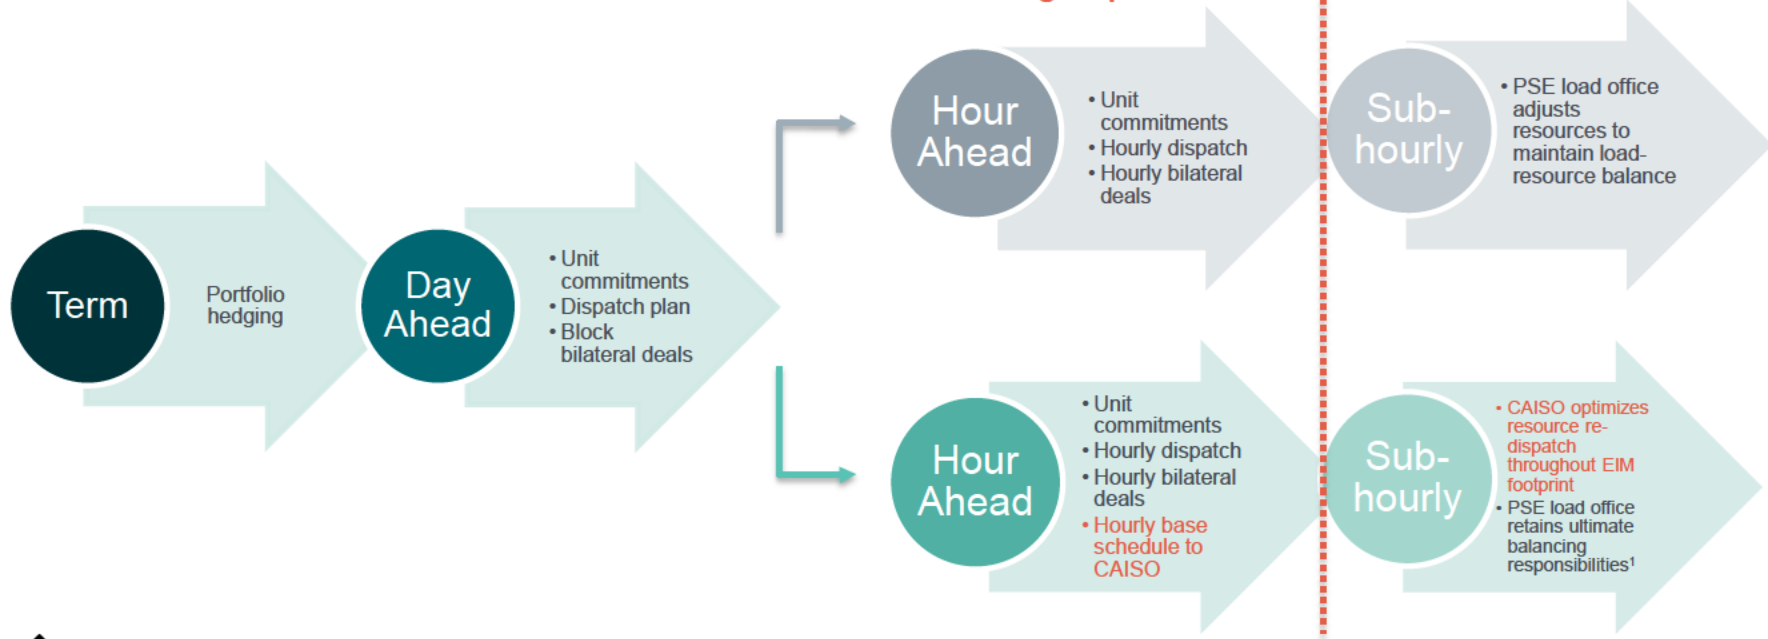 Term
Portfolio
hedging
Day
Ahead
• Unit
commitments
• Dispatch plan
• Block
bilateral deals
Hour
Ahead
• Unit
commitments
• Hourly dispatch
• Hourly bilateral
deals
Sub-
hourly
• PSE load office
adjusts
resources to
maintain load-
resource balance
Hour
Ahead
• Unit
commitments
• Hourly dispatch
• Hourly bilateral
deals
• Hourly base
schedule to
CAISO
Sub-
hourly
• CAISO optimizes
resource re-
dispatch
throughout EIM
footprint
• PSE load office
retains ultimate
balancing
responsibilities¹